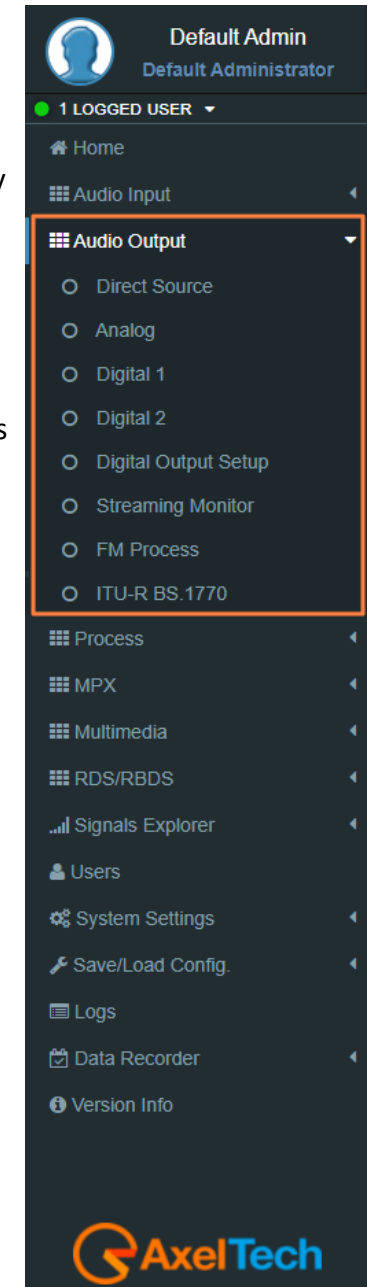 Default Admin
Default Administrator
1 LOGGED USER
Home
Audio Input
Audio Output
Direct Source
Analog
Digital 1
Digital 2
Digital Output Setup
Streaming Monitor
FM Process
ITU-R BS.1770
Process
MPX
Multimedia
RDS/RBDS
Signals Explorer
Users
System Settings
Save/Load Config.
Logs
Data Recorder
Version Info
AxelTech